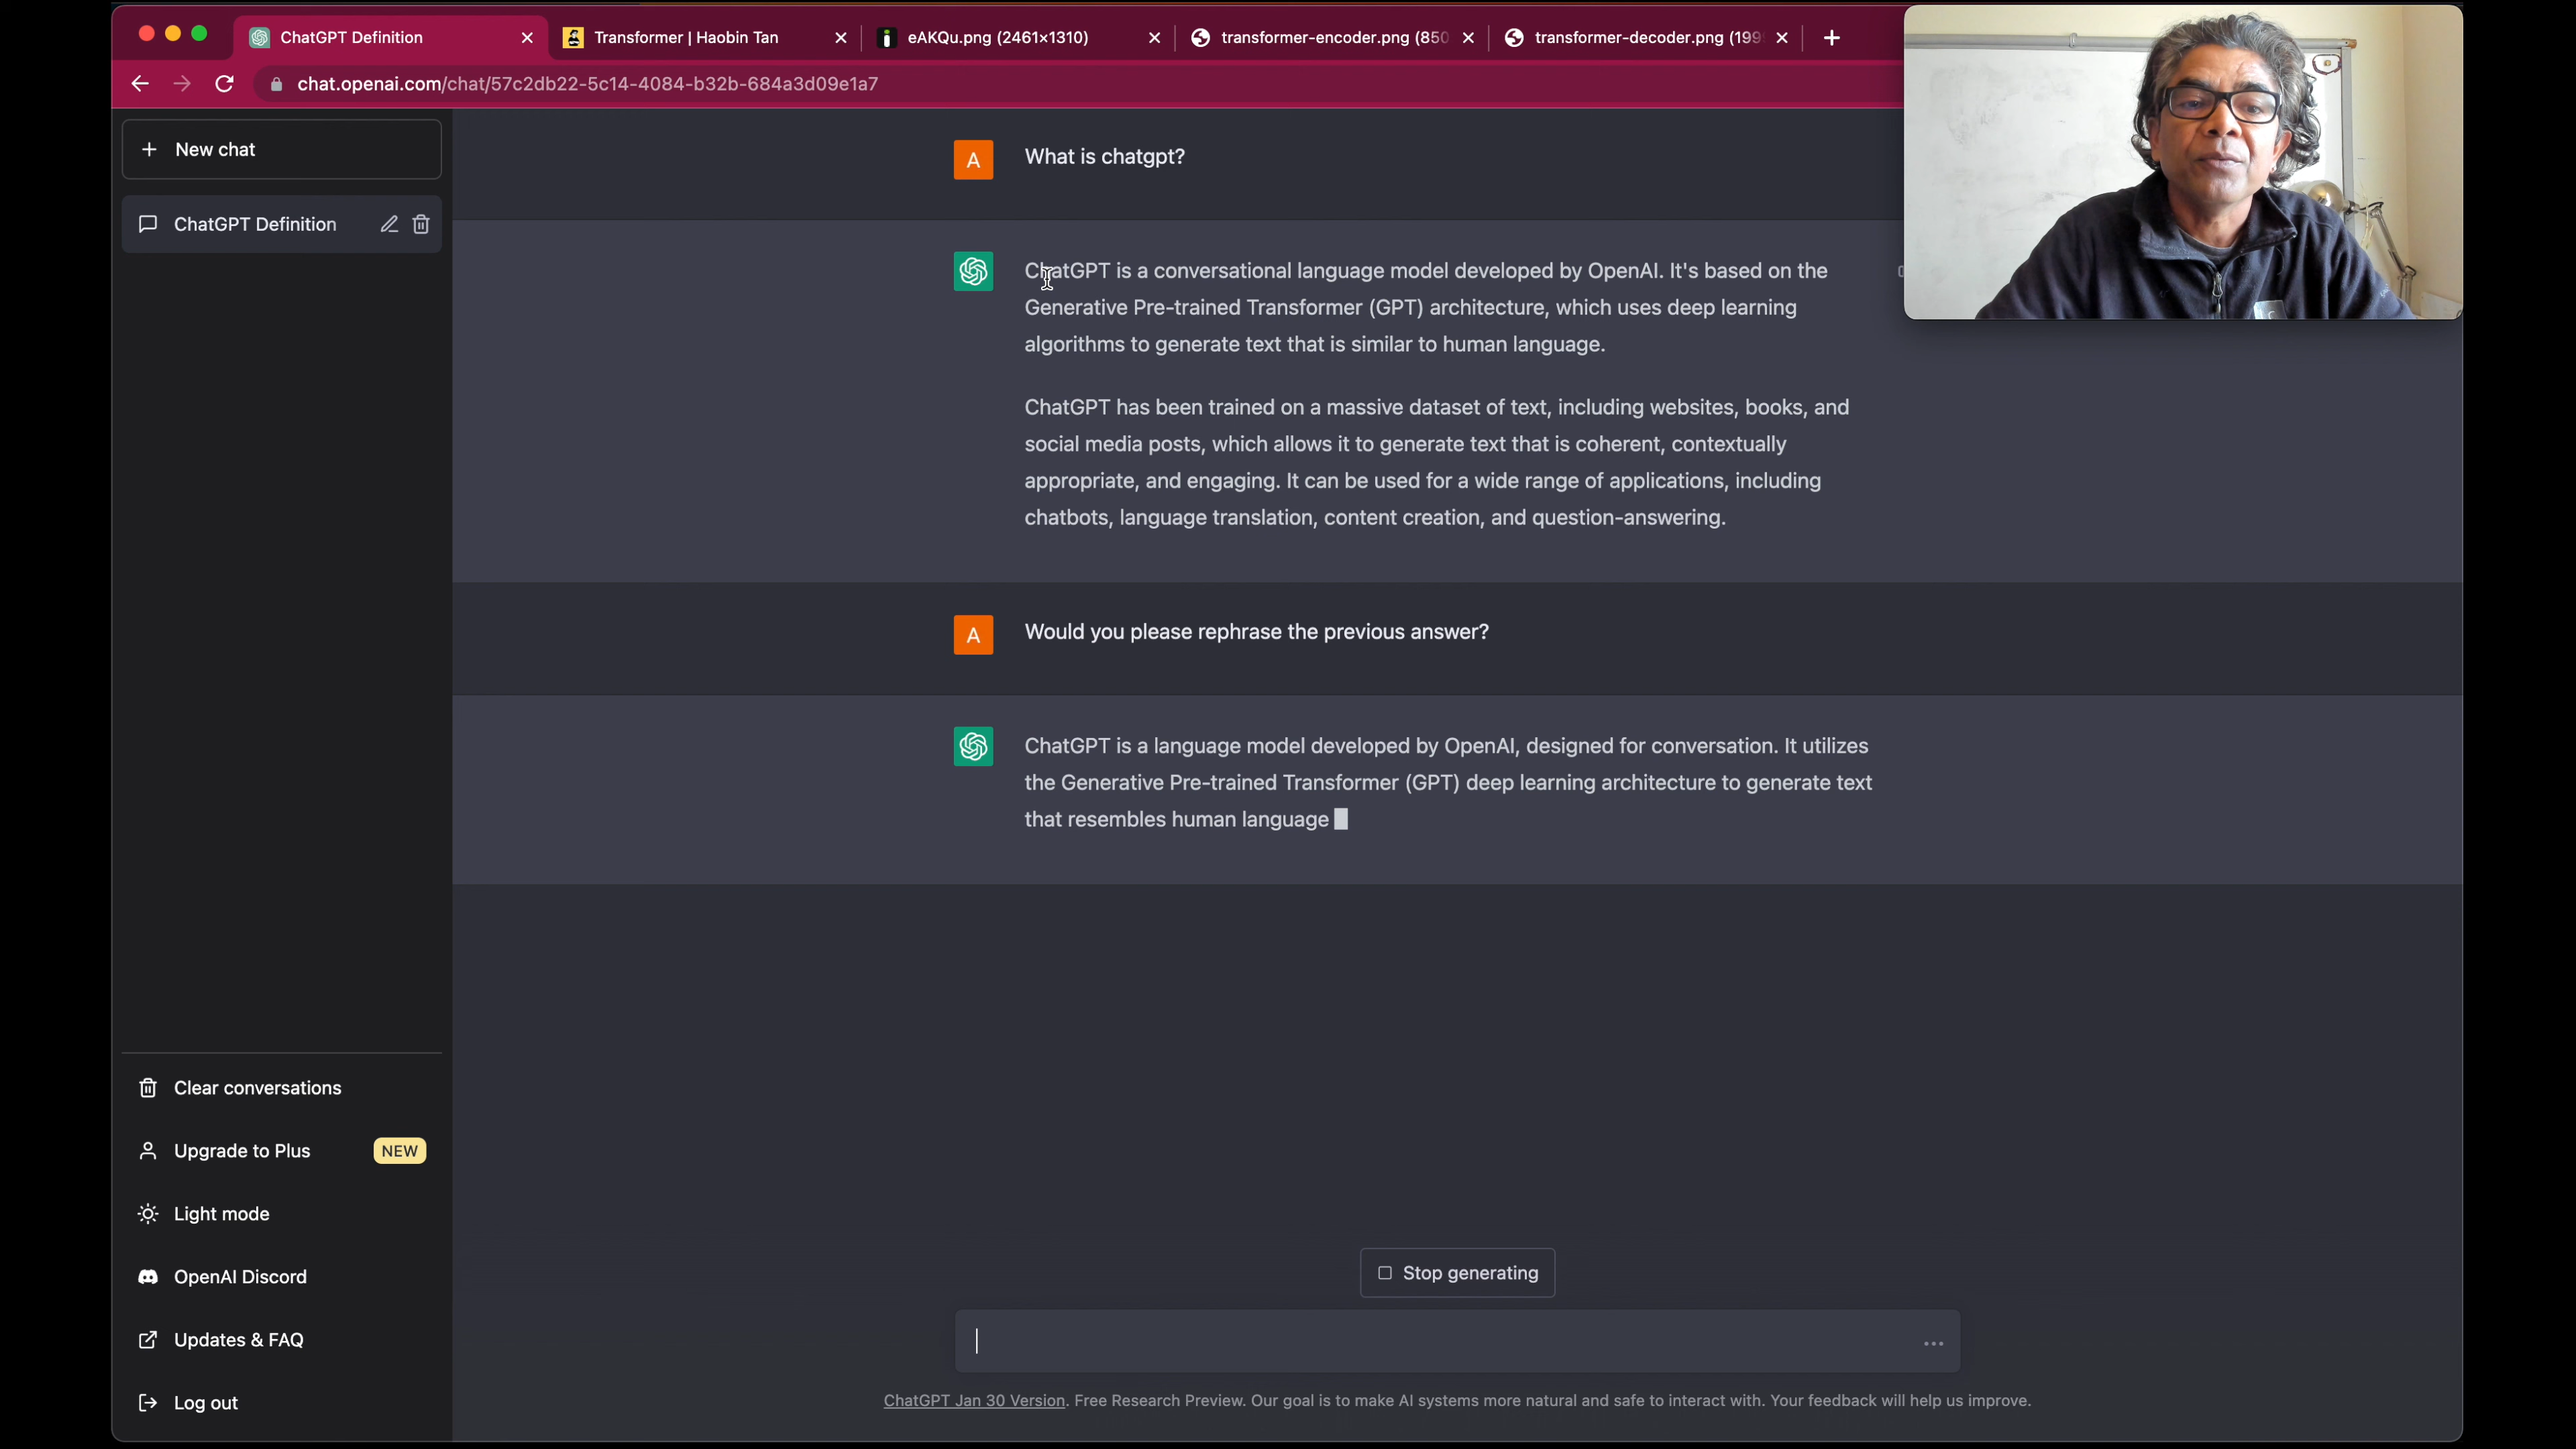 ChatGPT Definition
Transformer | Haobin Tan
eAKQu.png (2461×1310)
transformer-encoder.png (850
transformer-decoder.png (199
chat.openai.com/chat/57c2db22-5c14-4084-b32b-684a3d09e1a7
New chat
ChatGPT Definition
A
What is chatgpt?
ChatGPT is a conversational language model developed by OpenAI. It's based on the
Generative Pre-trained Transformer (GPT) architecture, which uses deep learning
algorithms to generate text that is similar to human language.
ChatGPT has been trained on a massive dataset of text, including websites, books, and
social media posts, which allows it to generate text that is coherent, contextually
appropriate, and engaging. It can be used for a wide range of applications, including
chatbots, language translation, content creation, and question-answering.
A
Would you please rephrase the previous answer?
ChatGPT is a language model developed by OpenAI, designed for conversation. It utilizes
the Generative Pre-trained Transformer (GPT) deep learning architecture to generate text
that resembles human language
Clear conversations
Upgrade to Plus
NEW
Light mode
OpenAI Discord
Updates & FAQ
Log out
Stop generating
ChatGPT Jan 30 Version. Free Research Preview. Our goal is to make AI systems more natural and safe to interact with. Your feedback will help us improve.